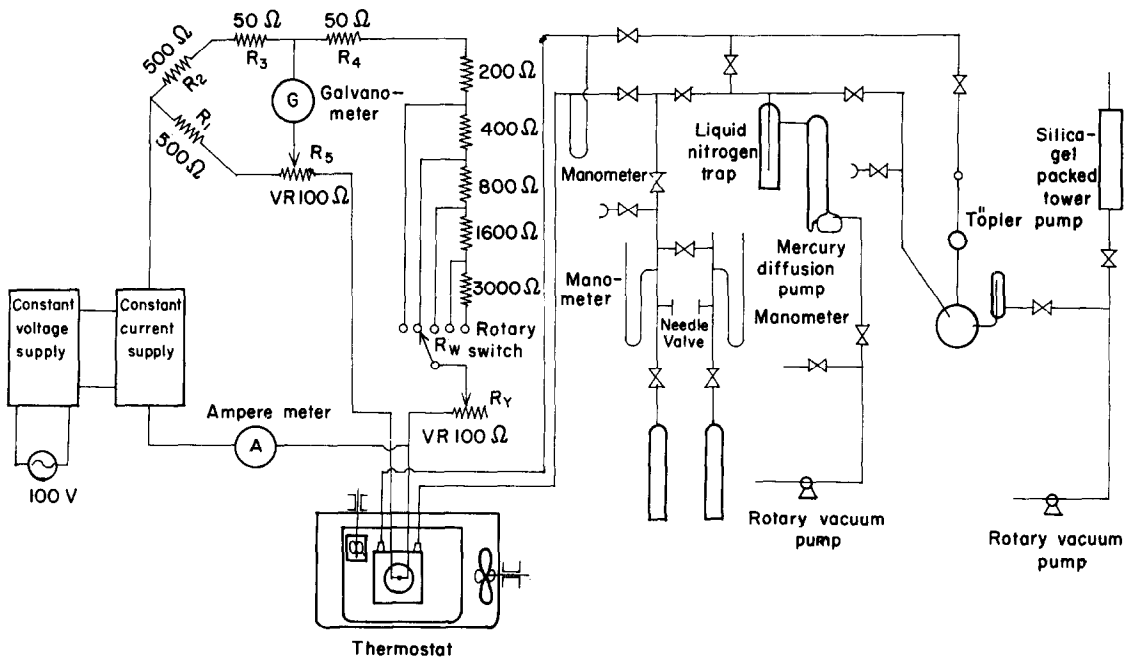 50 Ω
50 Ω
500 Ω
R2
R3
R4
R1
500 Ω
G
Galvano-
meter
R5
VR 100 Ω
200 Ω
400 Ω
800 Ω
1600 Ω
3000 Ω
Rotary
switch
RW
RY
VR 100 Ω
Constant
voltage
supply
Constant
current
supply
Ampere meter
A
100 V
Thermostat
Manometer
Liquid
nitrogen
trap
Mano-
meter
Needle
Valve
Mercury
diffusion
pump
Manometer
Rotary vacuum
pump
Silica-
gel
packed
tower
Töpler pump
Rotary vacuum
pump